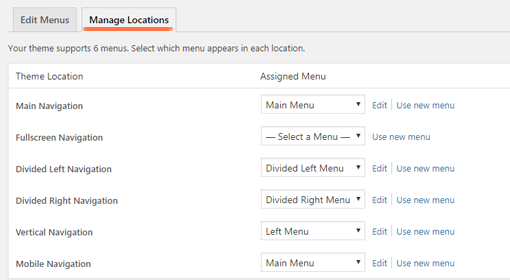 Edit Menus Manage Locations
Your theme supports 6 menus. Select which menu appears in each location.
Theme Location Assigned Menu
Main Navigation Main Menu Edit Use new menu
Fullscreen Navigation — Select a Menu — Use new menu
Divided Left Navigation Divided Left Menu Edit Use new menu
Divided Right Navigation Divided Right Menu Edit Use new menu
Vertical Navigation Left Menu Edit Use new menu
Mobile Navigation Main Menu Edit Use new menu